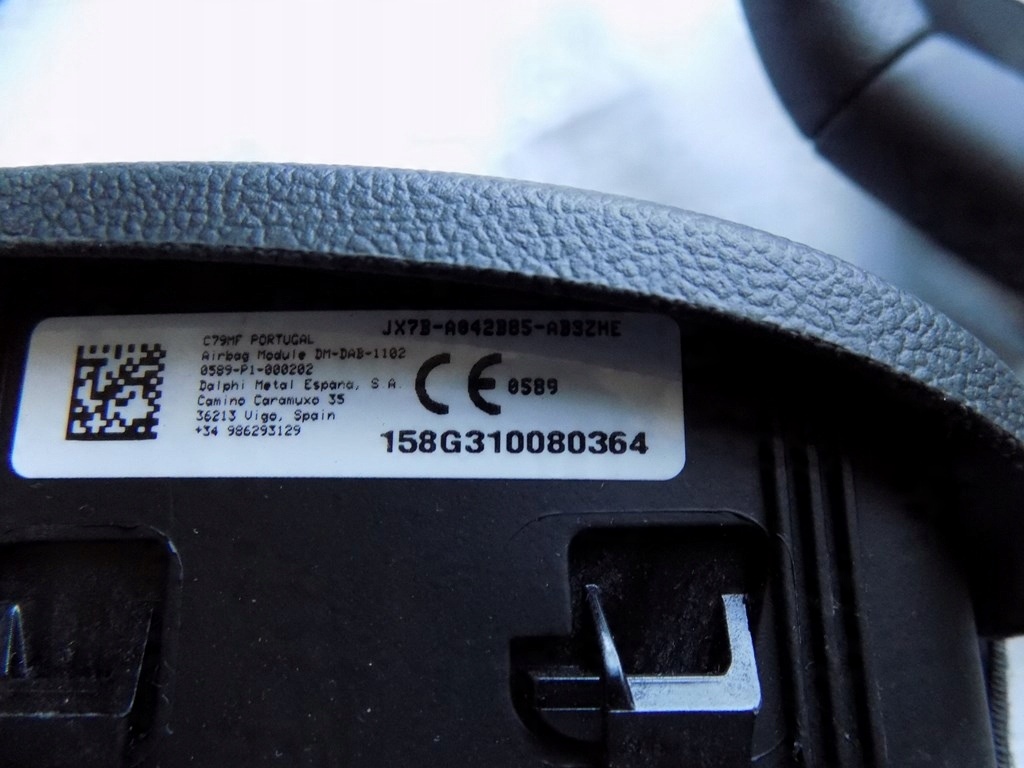 JX7B-A042B85-AB3ZHE
C79MF PORTUGAL
Airbag Module DM-DAB-1102
0589-P1-000202
Dalphi Metal Espana, S.A.
Camino Caramuxo 35
36213 Vigo, Spain
+34 986293129
CE 0589
158G310080364